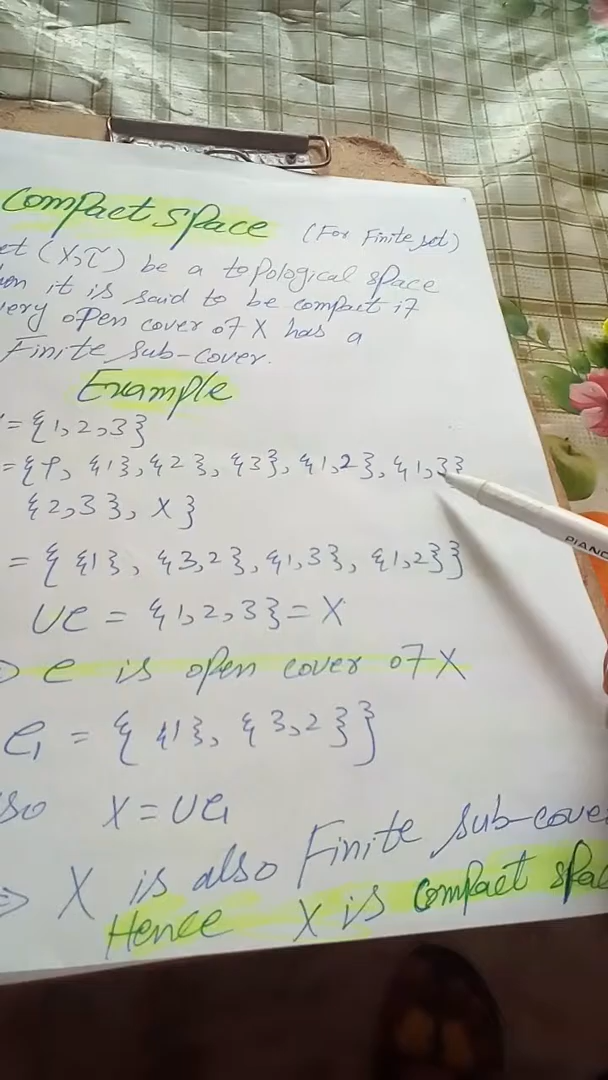 Compact Space (For Finite set)
et (X, τ) be a topological space
en it is said to be compact if
very open cover of X has a
Finite sub-cover.
Example
= {1, 2, 3}
= {φ, {1}, {2}, {3}, {1, 2}, {1, 3}
{2, 3}, X}
= { {1}, {3, 2}, {1, 3}, {1, 2}}
UC = {1, 2, 3} = X
⇒ C is open cover of X
C₁ = { {1}, {3, 2}}
so X = UC₁
⇒ X is also Finite sub-cove
Hence X is compact spa
PIANO